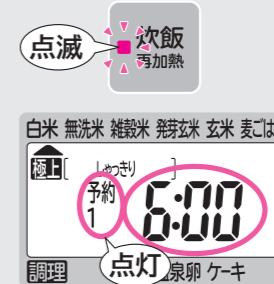 点滅
炊飯
再加熱
白米 無洗米 雑穀米 発芽玄米 玄米 麦ごは
極上[ しゃっきり ]
予約
1
6:00
点灯
調理 泉卵 ケーキ